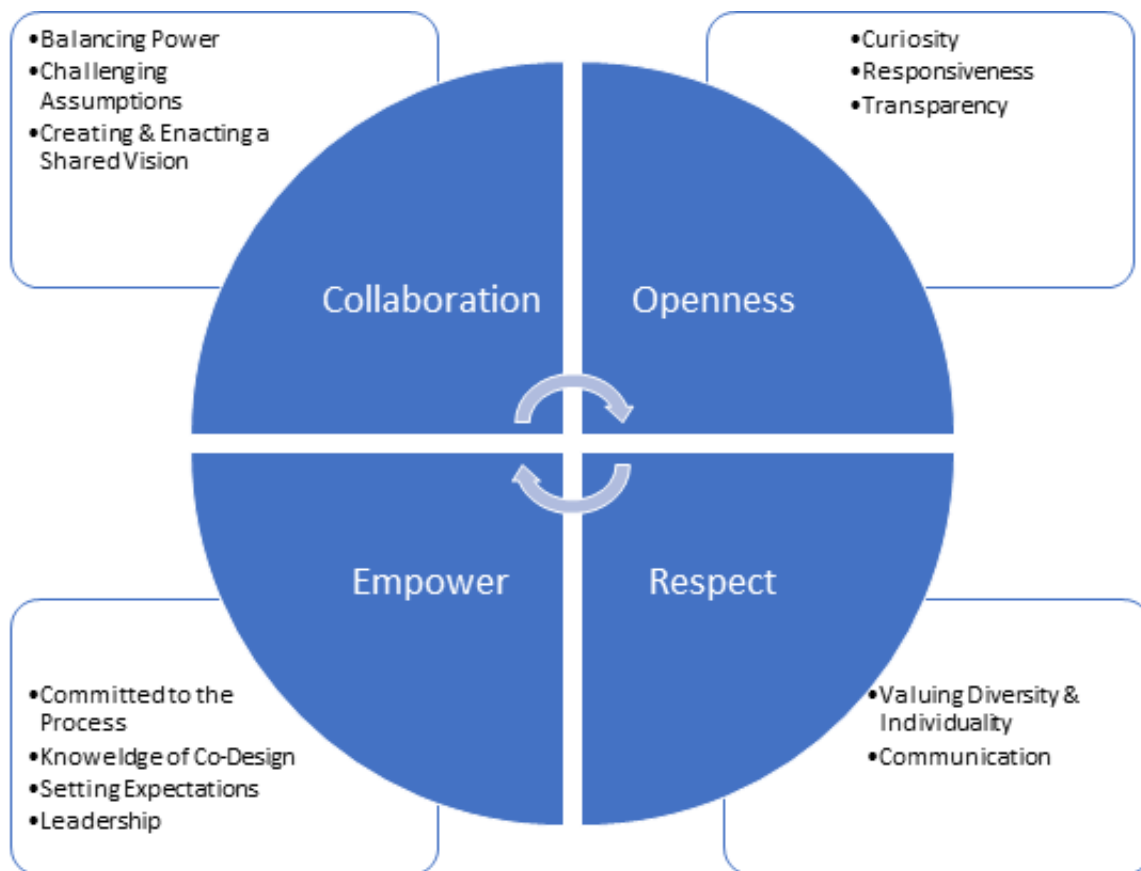 •Balancing Power
•Challenging
Assumptions
•Creating & Enacting a
Shared Vision
•Curiosity
•Responsiveness
•Transparency
Collaboration
Openness
Empower
Respect
•Committed to the
Process
•Knoweldge of Co-Design
•Setting Expectations
•Leadership
•Valuing Diversity &
Individuality
•Communication